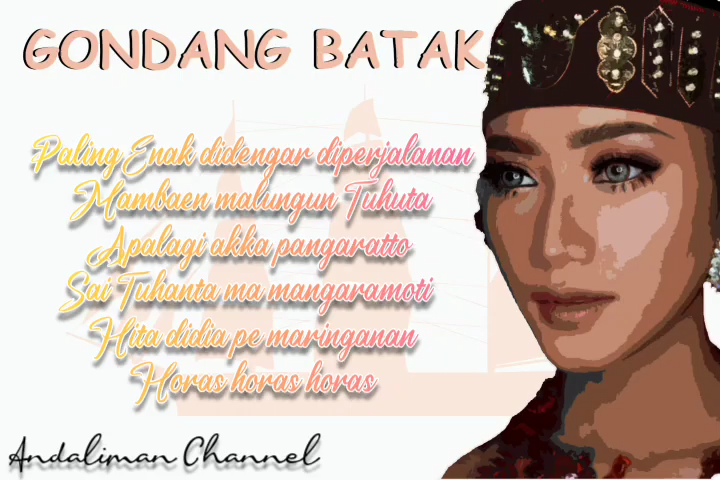 GONDANG BATAK
Paling Enak didengar diperjalanan
Mambaen malungun Tuhuta
Apalagi akka pangaratto
Sai Tuhanta ma mangaramoti
Hita didia pe maringanan
Horas horas horas
Andaliman Channel